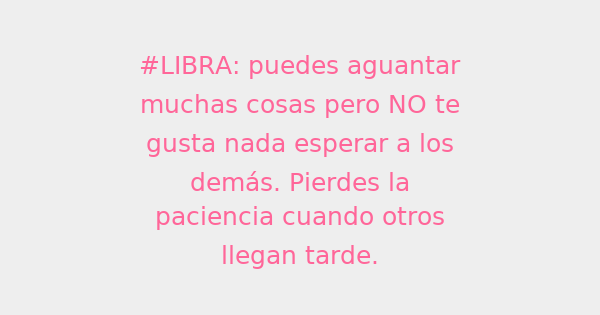 #LIBRA: puedes aguantar
muchas cosas pero NO te
gusta nada esperar a los
demás. Pierdes la
paciencia cuando otros
llegan tarde.